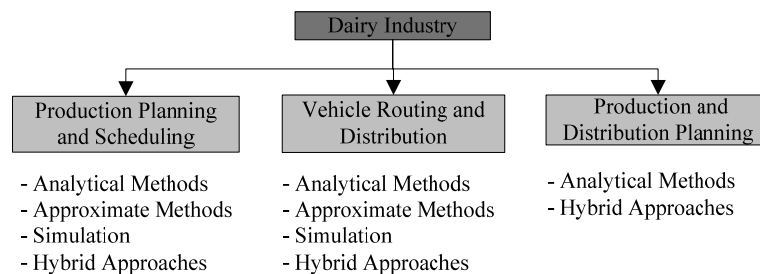 Dairy Industry
Production Planning
and Scheduling
- Analytical Methods
- Approximate Methods
- Simulation
- Hybrid Approaches
Vehicle Routing and
Distribution
- Analytical Methods
- Approximate Methods
- Simulation
- Hybrid Approaches
Production and
Distribution Planning
- Analytical Methods
- Hybrid Approaches